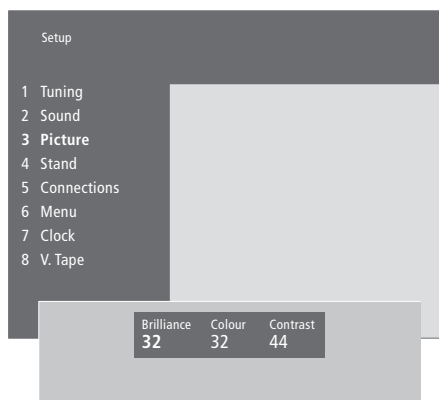 Setup
1 Tuning
2 Sound
3 Picture
4 Stand
5 Connections
6 Menu
7 Clock
8 V. Tape
Brilliance Colour Contrast
32 32 44